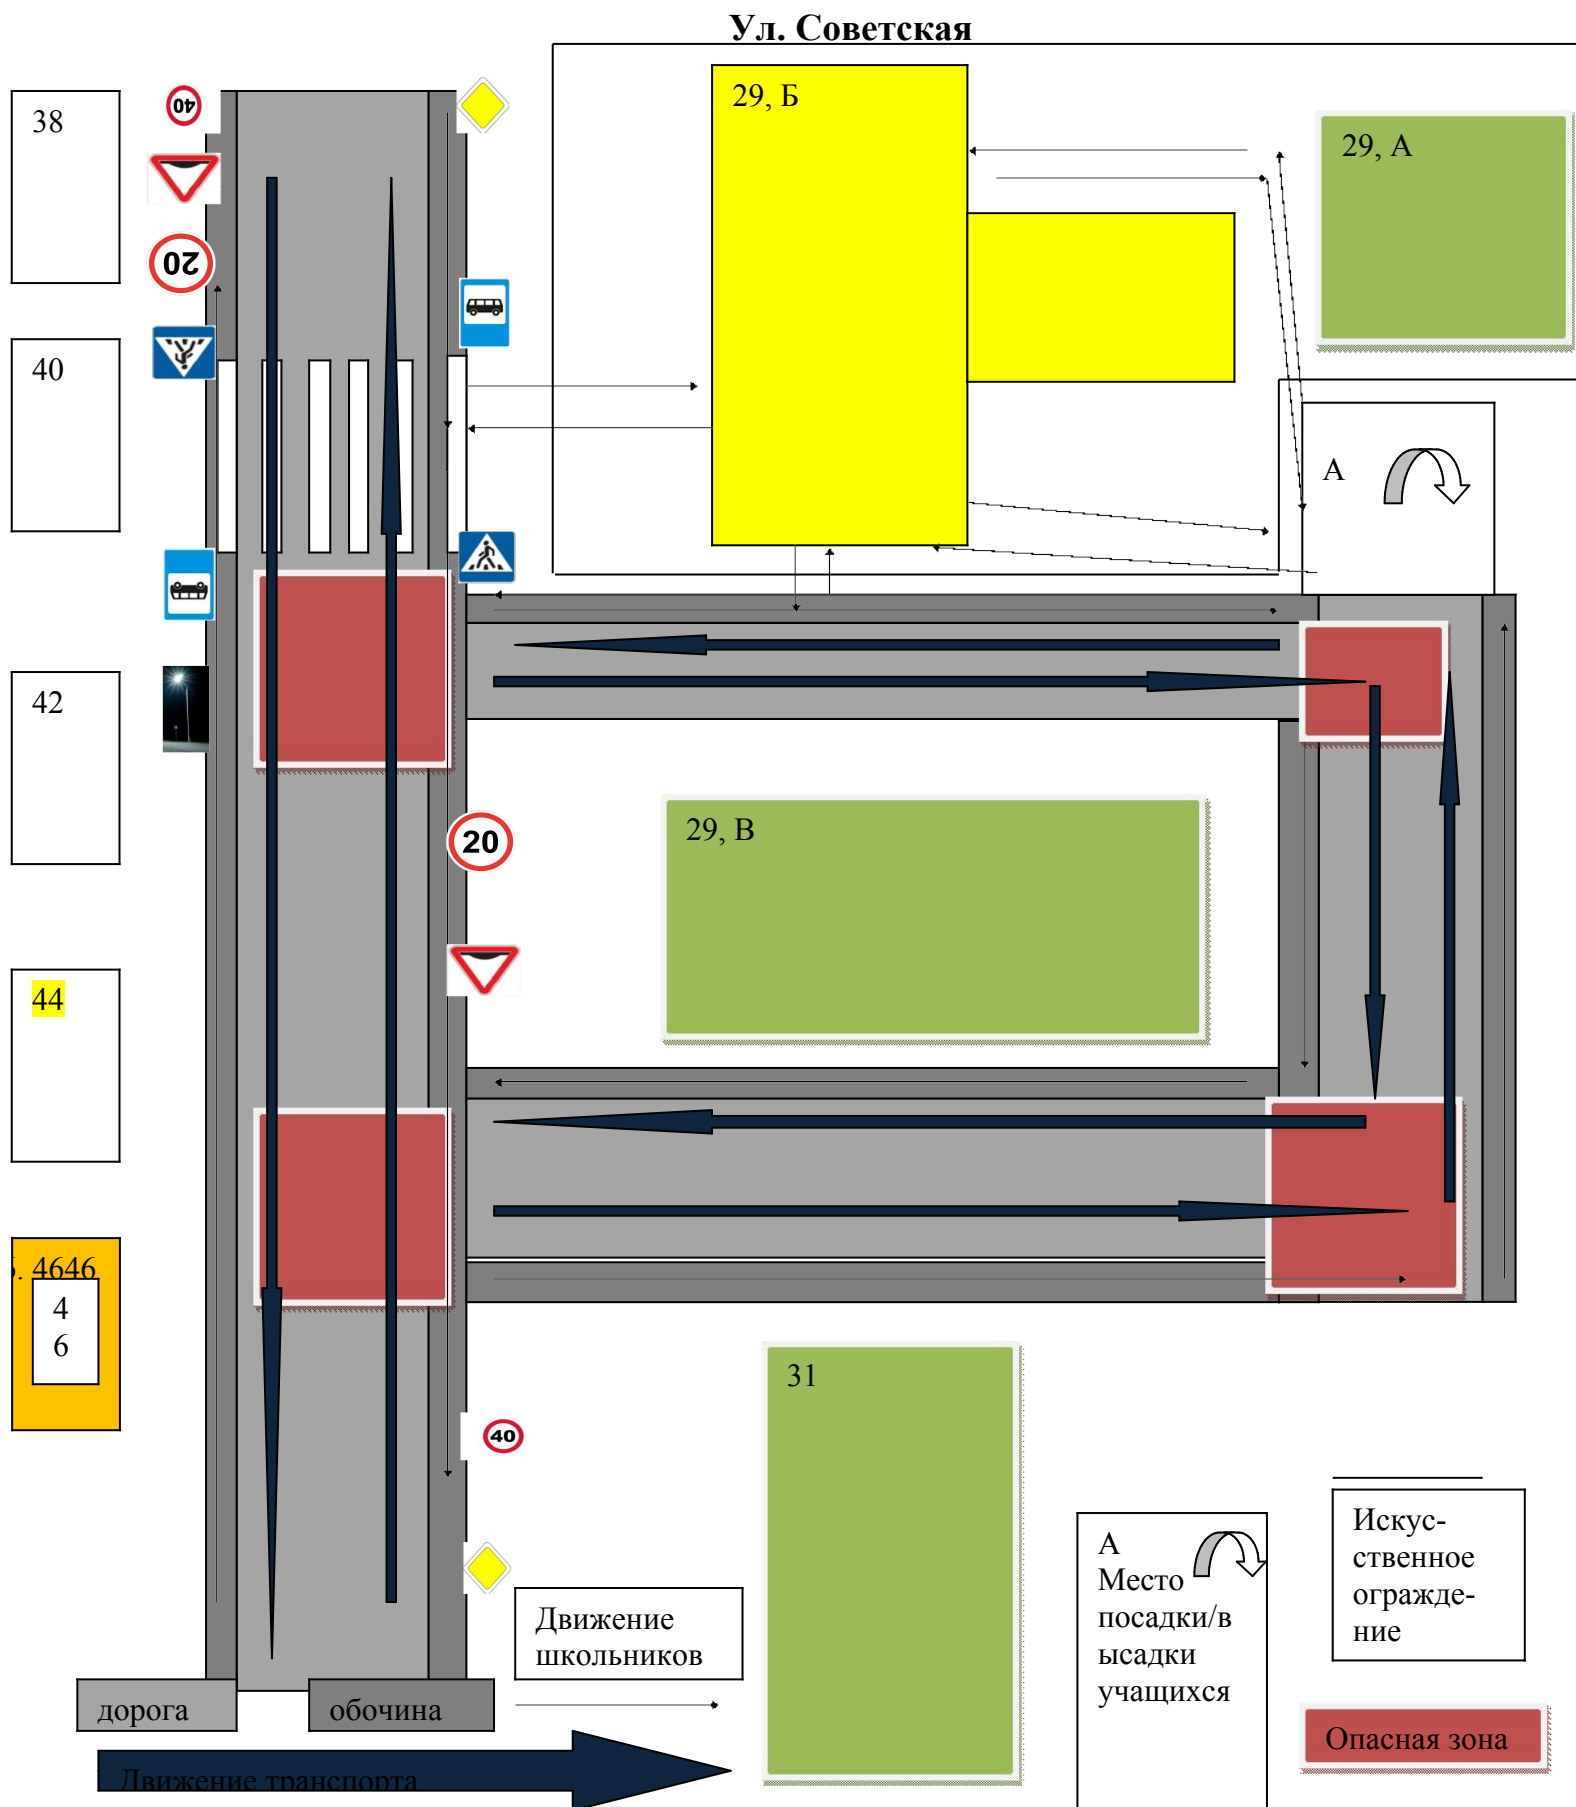 Ул. Советская
38
40
29, Б
29, А
20
40
А
42
20
29, В
44
. 4646
4
6
31
40
А
Место
посадки/в
ысадки
учащихся
Искус-
ственное
огражде-
ние
Движение
школьников
дорога
обочина
Опасная зона
Движение транспорта